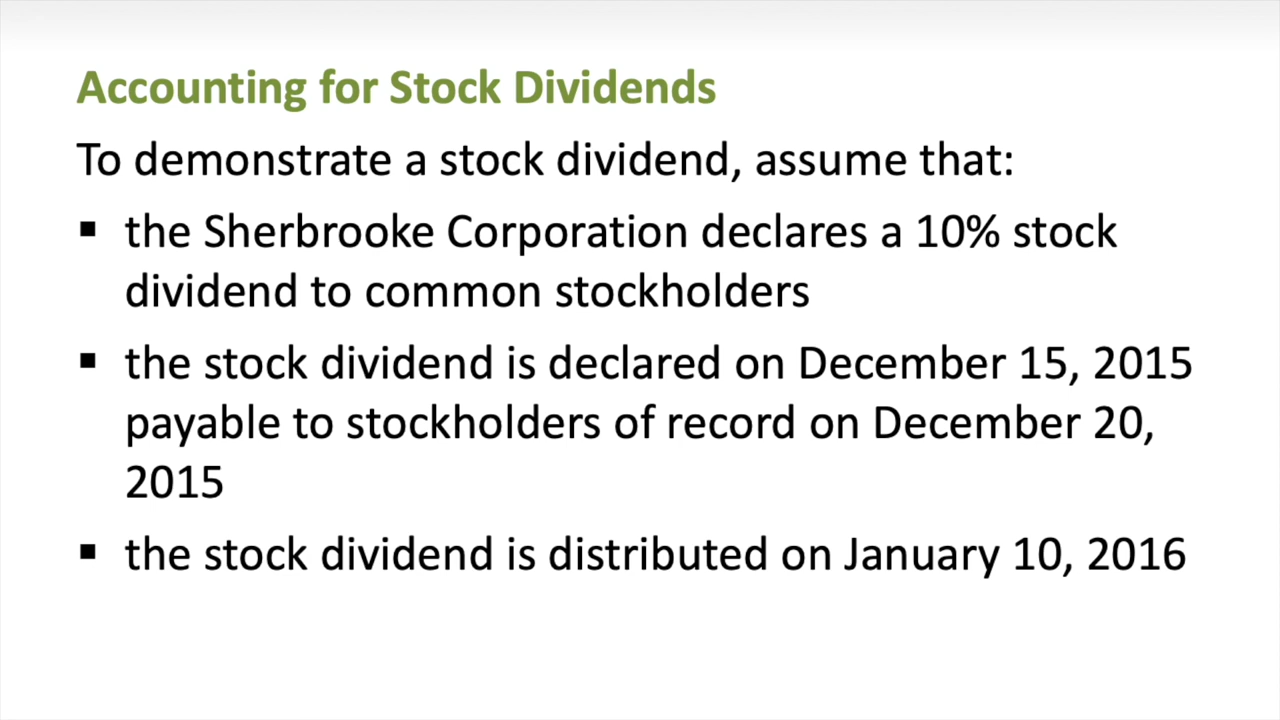 Accounting for Stock Dividends
To demonstrate a stock dividend, assume that:
▪ the Sherbrooke Corporation declares a 10% stock
dividend to common stockholders
▪ the stock dividend is declared on December 15, 2015
payable to stockholders of record on December 20,
2015
▪ the stock dividend is distributed on January 10, 2016